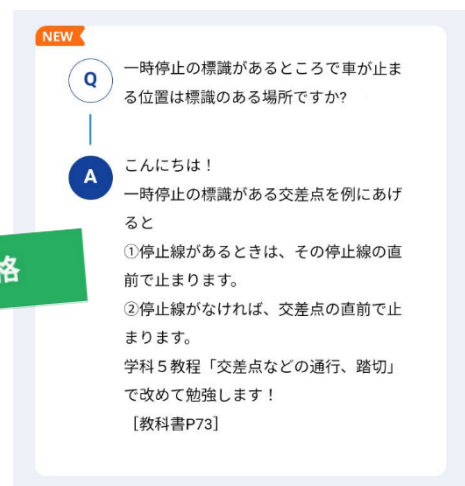 NEW
Q
一時停止の標識があるところで車が止ま
る位置は標識のある場所ですか?
A
こんにちは！
一時停止の標識がある交差点を例にあげ
ると
①停止線があるときは、その停止線の直
前で止まります。
②停止線がなければ、交差点の直前で止
まります。
学科５教程「交差点などの通行、踏切」
で改めて勉強します！
［教科書P73］
格